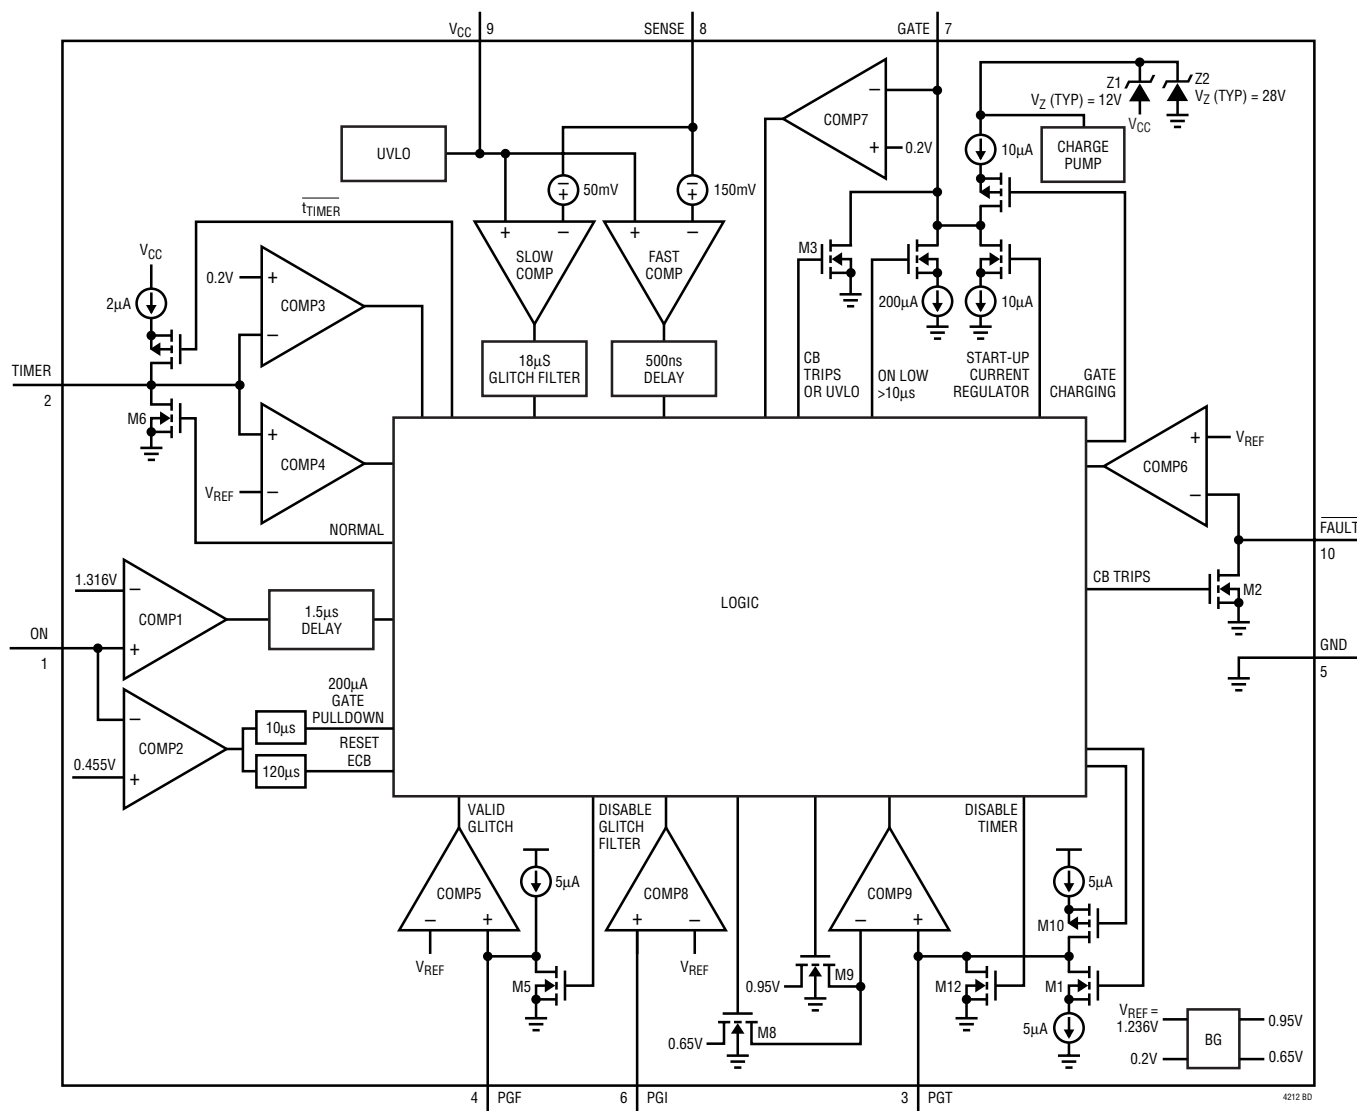 VCC 9
SENSE 8
GATE 7
Z1
VZ (TYP) = 12V
VCC
Z2
VZ (TYP) = 28V
COMP7
−
+
0.2V
10µA
CHARGE
PUMP
UVLO
−
+
50mV
−
+
150mV
tTIMER
VCC
2µA
0.2V
+
−
COMP3
+ −
SLOW
COMP
+ −
FAST
COMP
M3
200µA
10µA
18µS
GLITCH FILTER
500ns
DELAY
CB
TRIPS
OR UVLO
ON LOW
>10µs
START-UP
CURRENT
REGULATOR
GATE
CHARGING
TIMER
2
M6
+
−
COMP4
VREF
NORMAL
COMP6
+
−
VREF
FAULT
10
CB TRIPS
M2
LOGIC
1.316V
−
+
COMP1
1.5µs
DELAY
ON
1
GND
5
−
+
COMP2
0.455V
200µA
GATE
PULLDOWN
10µs
RESET
ECB
120µs
VALID
GLITCH
DISABLE
GLITCH
FILTER
DISABLE
TIMER
COMP5
− +
VREF
5µA
M5
COMP8
+ −
VREF
COMP9
− +
M9
0.95V
M8
0.65V
5µA
M10
M12
M1
5µA
VREF =
1.236V
0.2V
BG
0.95V
0.65V
4 PGF
6 PGI
3 PGT
4212 BD